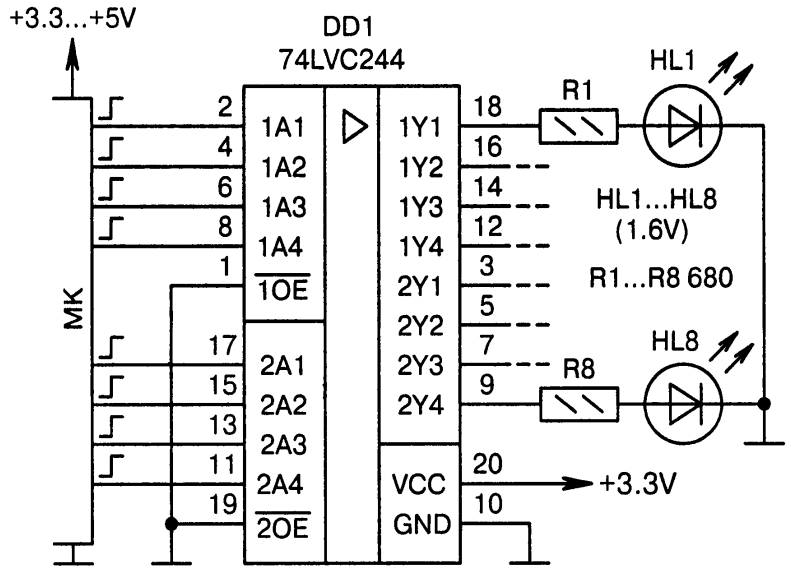 +3.3...+5V
DD1
74LVC244
HL1
R1
2
1A1
1Y1
18
4
1A2
1Y2
16
6
1A3
1Y3
14
HL1...HL8
(1.6V)
8
1A4
1Y4
12
1
1OE
2Y1
3
R1...R8 680
МК
2Y2
5
17
2A1
2Y3
7
HL8
R8
15
2A2
2Y4
9
13
2A3
11
2A4
VCC
20
+3.3V
19
2OE
GND
10